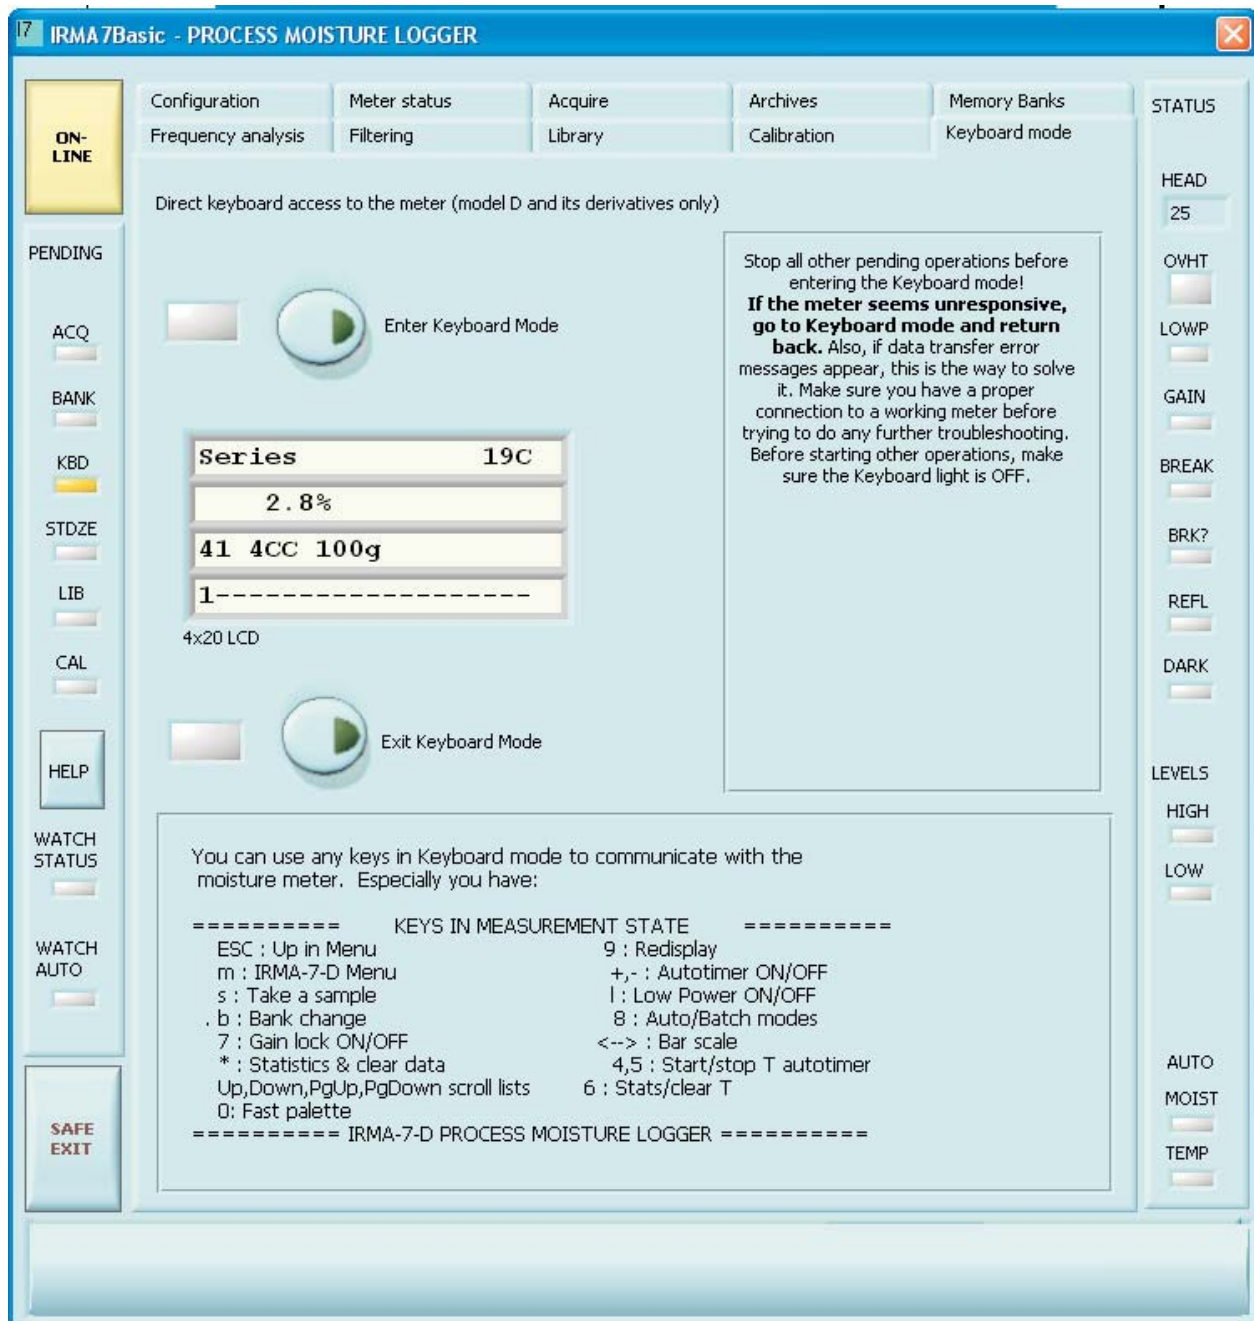 I7 IRMA7Basic - PROCESS MOISTURE LOGGER
ON-
LINE
PENDING
ACQ
BANK
KBD
STDZE
LIB
CAL
HELP
WATCH
STATUS
WATCH
AUTO
SAFE
EXIT
Configuration Meter status Acquire Archives Memory Banks
Frequency analysis Filtering Library Calibration Keyboard mode
Direct keyboard access to the meter (model D and its derivatives only)
Enter Keyboard Mode
Series 19C
2.8%
41 4CC 100g
1-------------------
4x20 LCD
Exit Keyboard Mode
Stop all other pending operations before
entering the Keyboard mode!
If the meter seems unresponsive,
go to Keyboard mode and return
back. Also, if data transfer error
messages appear, this is the way to solve
it. Make sure you have a proper
connection to a working meter before
trying to do any further troubleshooting.
Before starting other operations, make
sure the Keyboard light is OFF.
You can use any keys in Keyboard mode to communicate with the
moisture meter. Especially you have:
========== KEYS IN MEASUREMENT STATE ==========
ESC : Up in Menu 9 : Redisplay
m : IRMA-7-D Menu +,- : Autotimer ON/OFF
s : Take a sample l : Low Power ON/OFF
. b : Bank change 8 : Auto/Batch modes
7 : Gain lock ON/OFF <--> : Bar scale
* : Statistics & clear data 4,5 : Start/stop T autotimer
Up,Down,PgUp,PgDown scroll lists 6 : Stats/clear T
0: Fast palette
========== IRMA-7-D PROCESS MOISTURE LOGGER ==========
STATUS
HEAD
25
OVHT
LOWP
GAIN
BREAK
BRK?
REFL
DARK
LEVELS
HIGH
LOW
AUTO
MOIST
TEMP